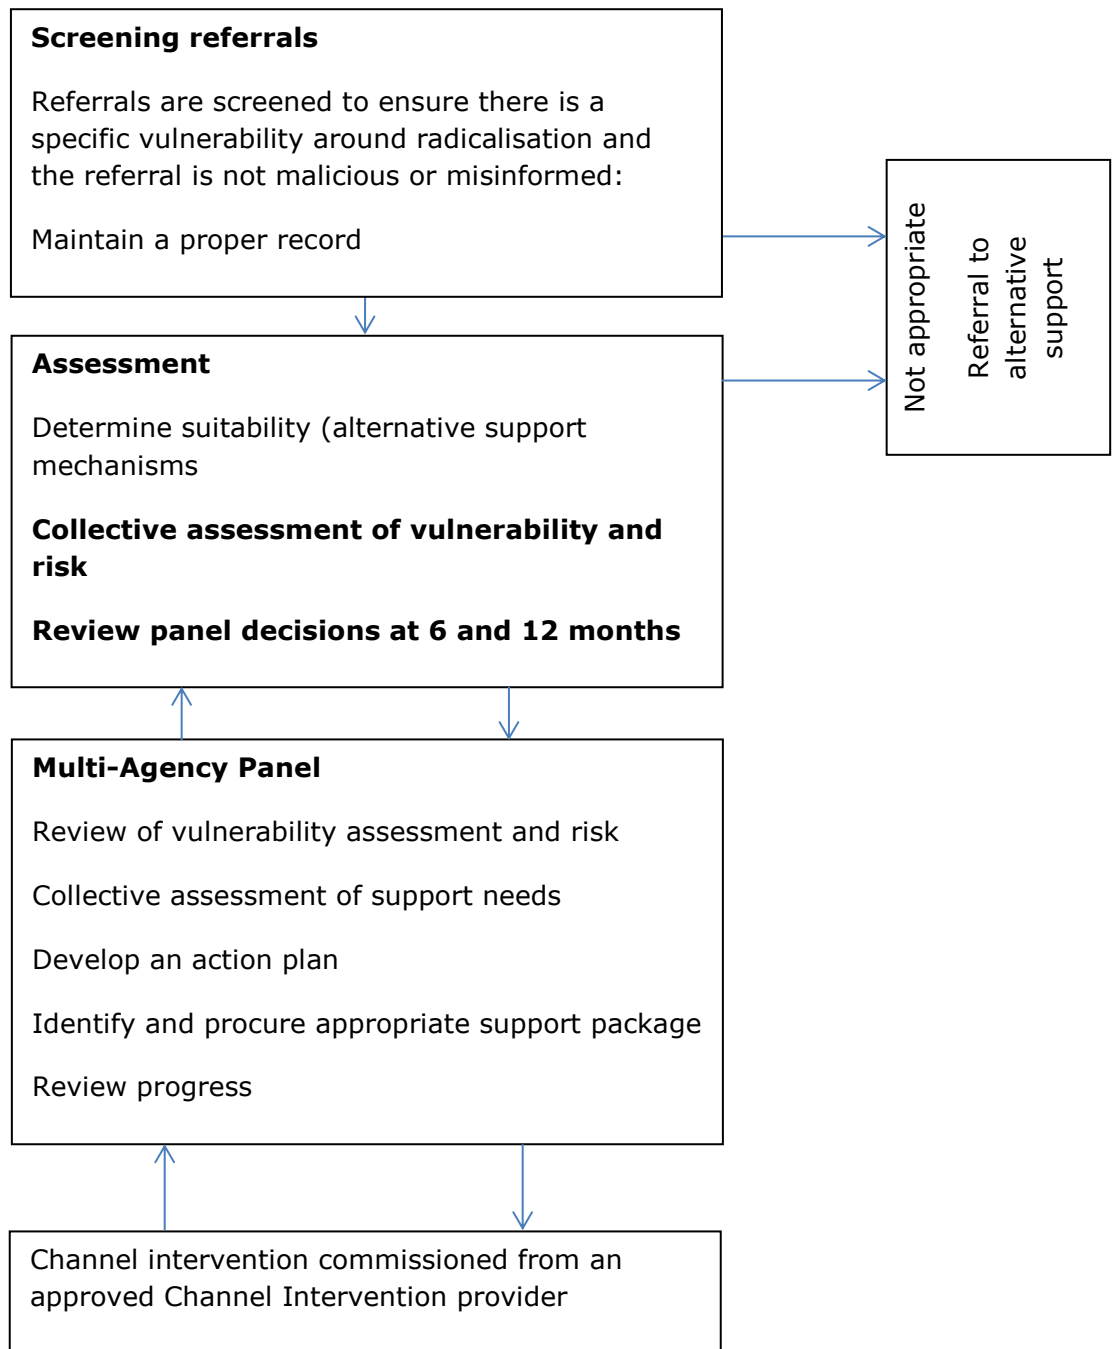 Screening referrals
Referrals are screened to ensure there is a
specific vulnerability around radicalisation and
the referral is not malicious or misinformed:
Maintain a proper record
Not appropriate
Referral to
alternative
support
Assessment
Determine suitability (alternative support
mechanisms
Collective assessment of vulnerability and
risk
Review panel decisions at 6 and 12 months
Multi-Agency Panel
Review of vulnerability assessment and risk
Collective assessment of support needs
Develop an action plan
Identify and procure appropriate support package
Review progress
Channel intervention commissioned from an
approved Channel Intervention provider